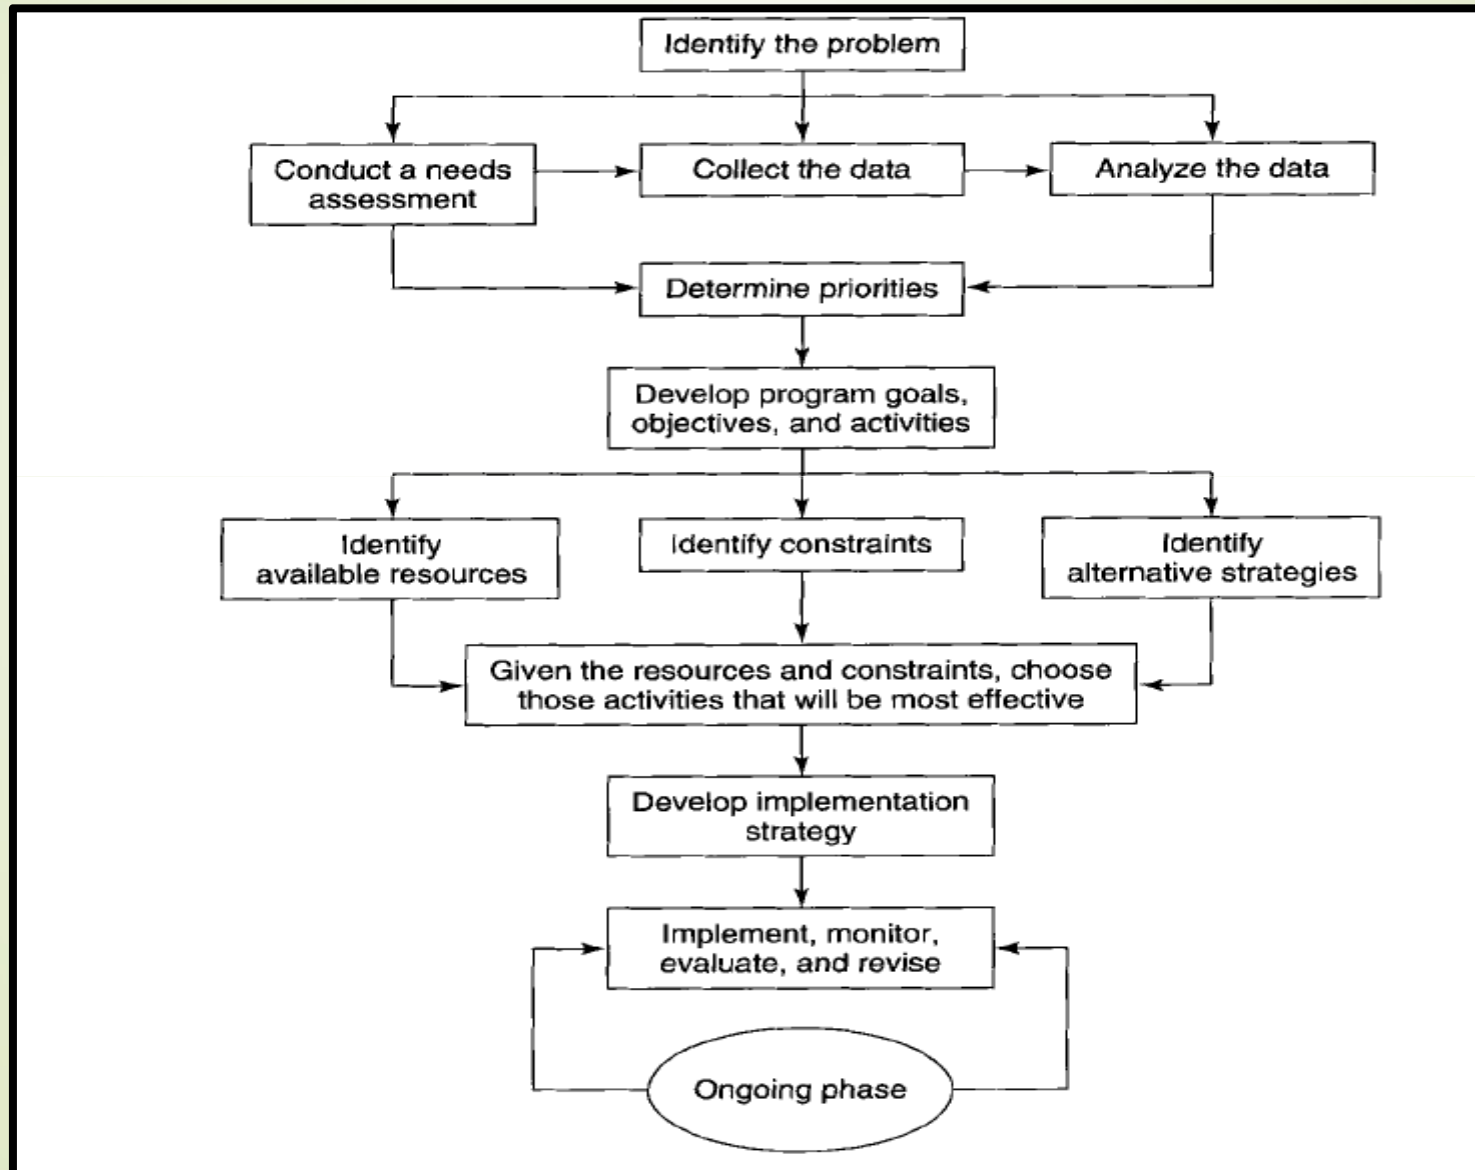 Identify the problem
Conduct a needs
assessment
Collect the data
Analyze the data
Determine priorities
Develop program goals,
objectives, and activities
Identify
available resources
Identify constraints
Identify
alternative strategies
Given the resources and constraints, choose
those activities that will be most effective
Develop implementation
strategy
Implement, monitor,
evaluate, and revise
Ongoing phase